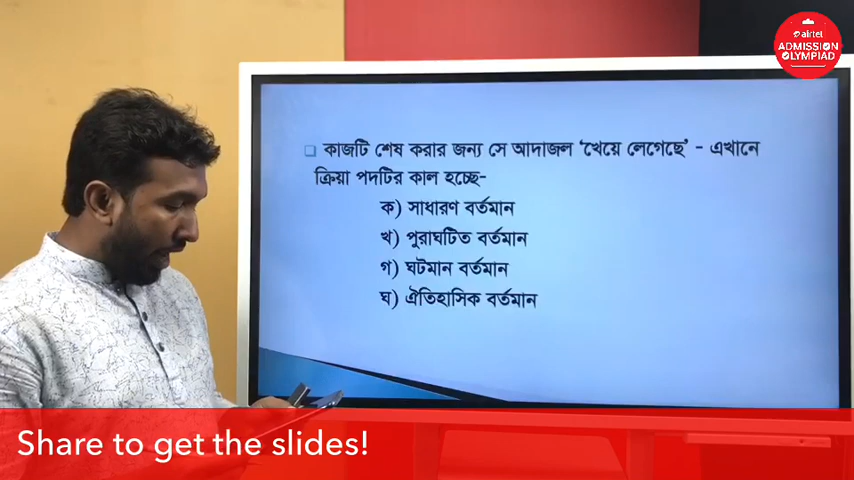 airtel
ADMISSION
OLYMPIAD
❑ কাজটি শেষ করার জন্য সে আদাজল ‘খেয়ে লেগেছে’ - এখানে
ক্রিয়া পদটির কাল হচ্ছে-
ক) সাধারণ বর্তমান
খ) পুরাঘটিত বর্তমান
গ) ঘটমান বর্তমান
ঘ) ঐতিহাসিক বর্তমান
Share to get the slides!